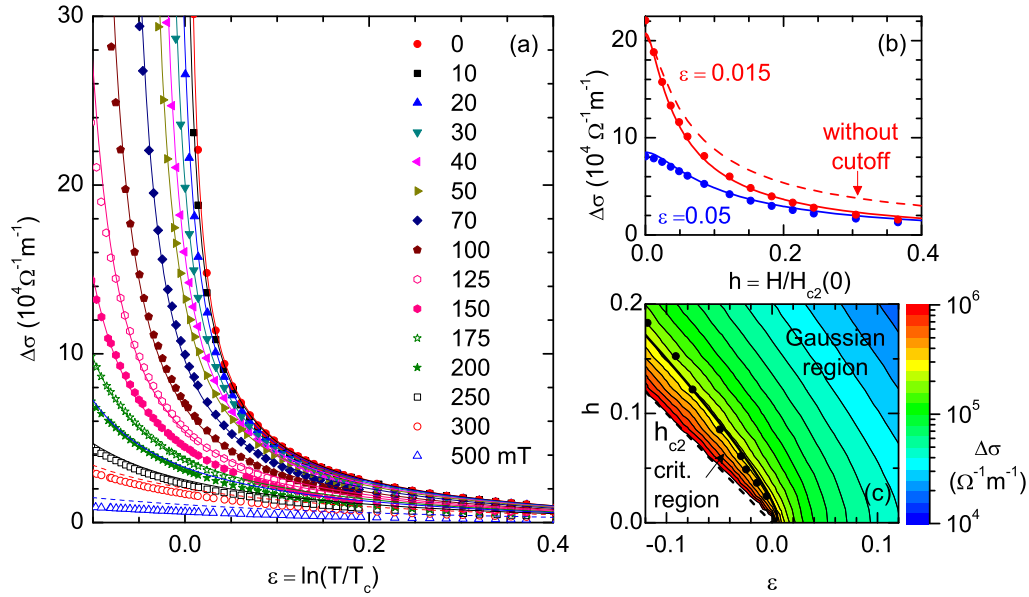 30
20
10
0
0.0
0.2
0.4
Δσ (10⁴Ω⁻¹m⁻¹)
ε = ln(T/T_c)
(a)
0
10
20
30
40
50
70
100
125
150
175
200
250
300
500 mT
(b)
20
10
0
0.0
0.1
0.2
0.3
0.4
Δσ (10⁴ Ω⁻¹m⁻¹)
ε = 0.015
ε=0.05
without
cutoff
h = H/H_c2(0)
0.2
0.1
0.0
-0.1
0.0
0.1
h
ε
Gaussian
region
h_c2
crit.
region
(c)
10⁶
10⁵
10⁴
Δσ
(Ω⁻¹m⁻¹)